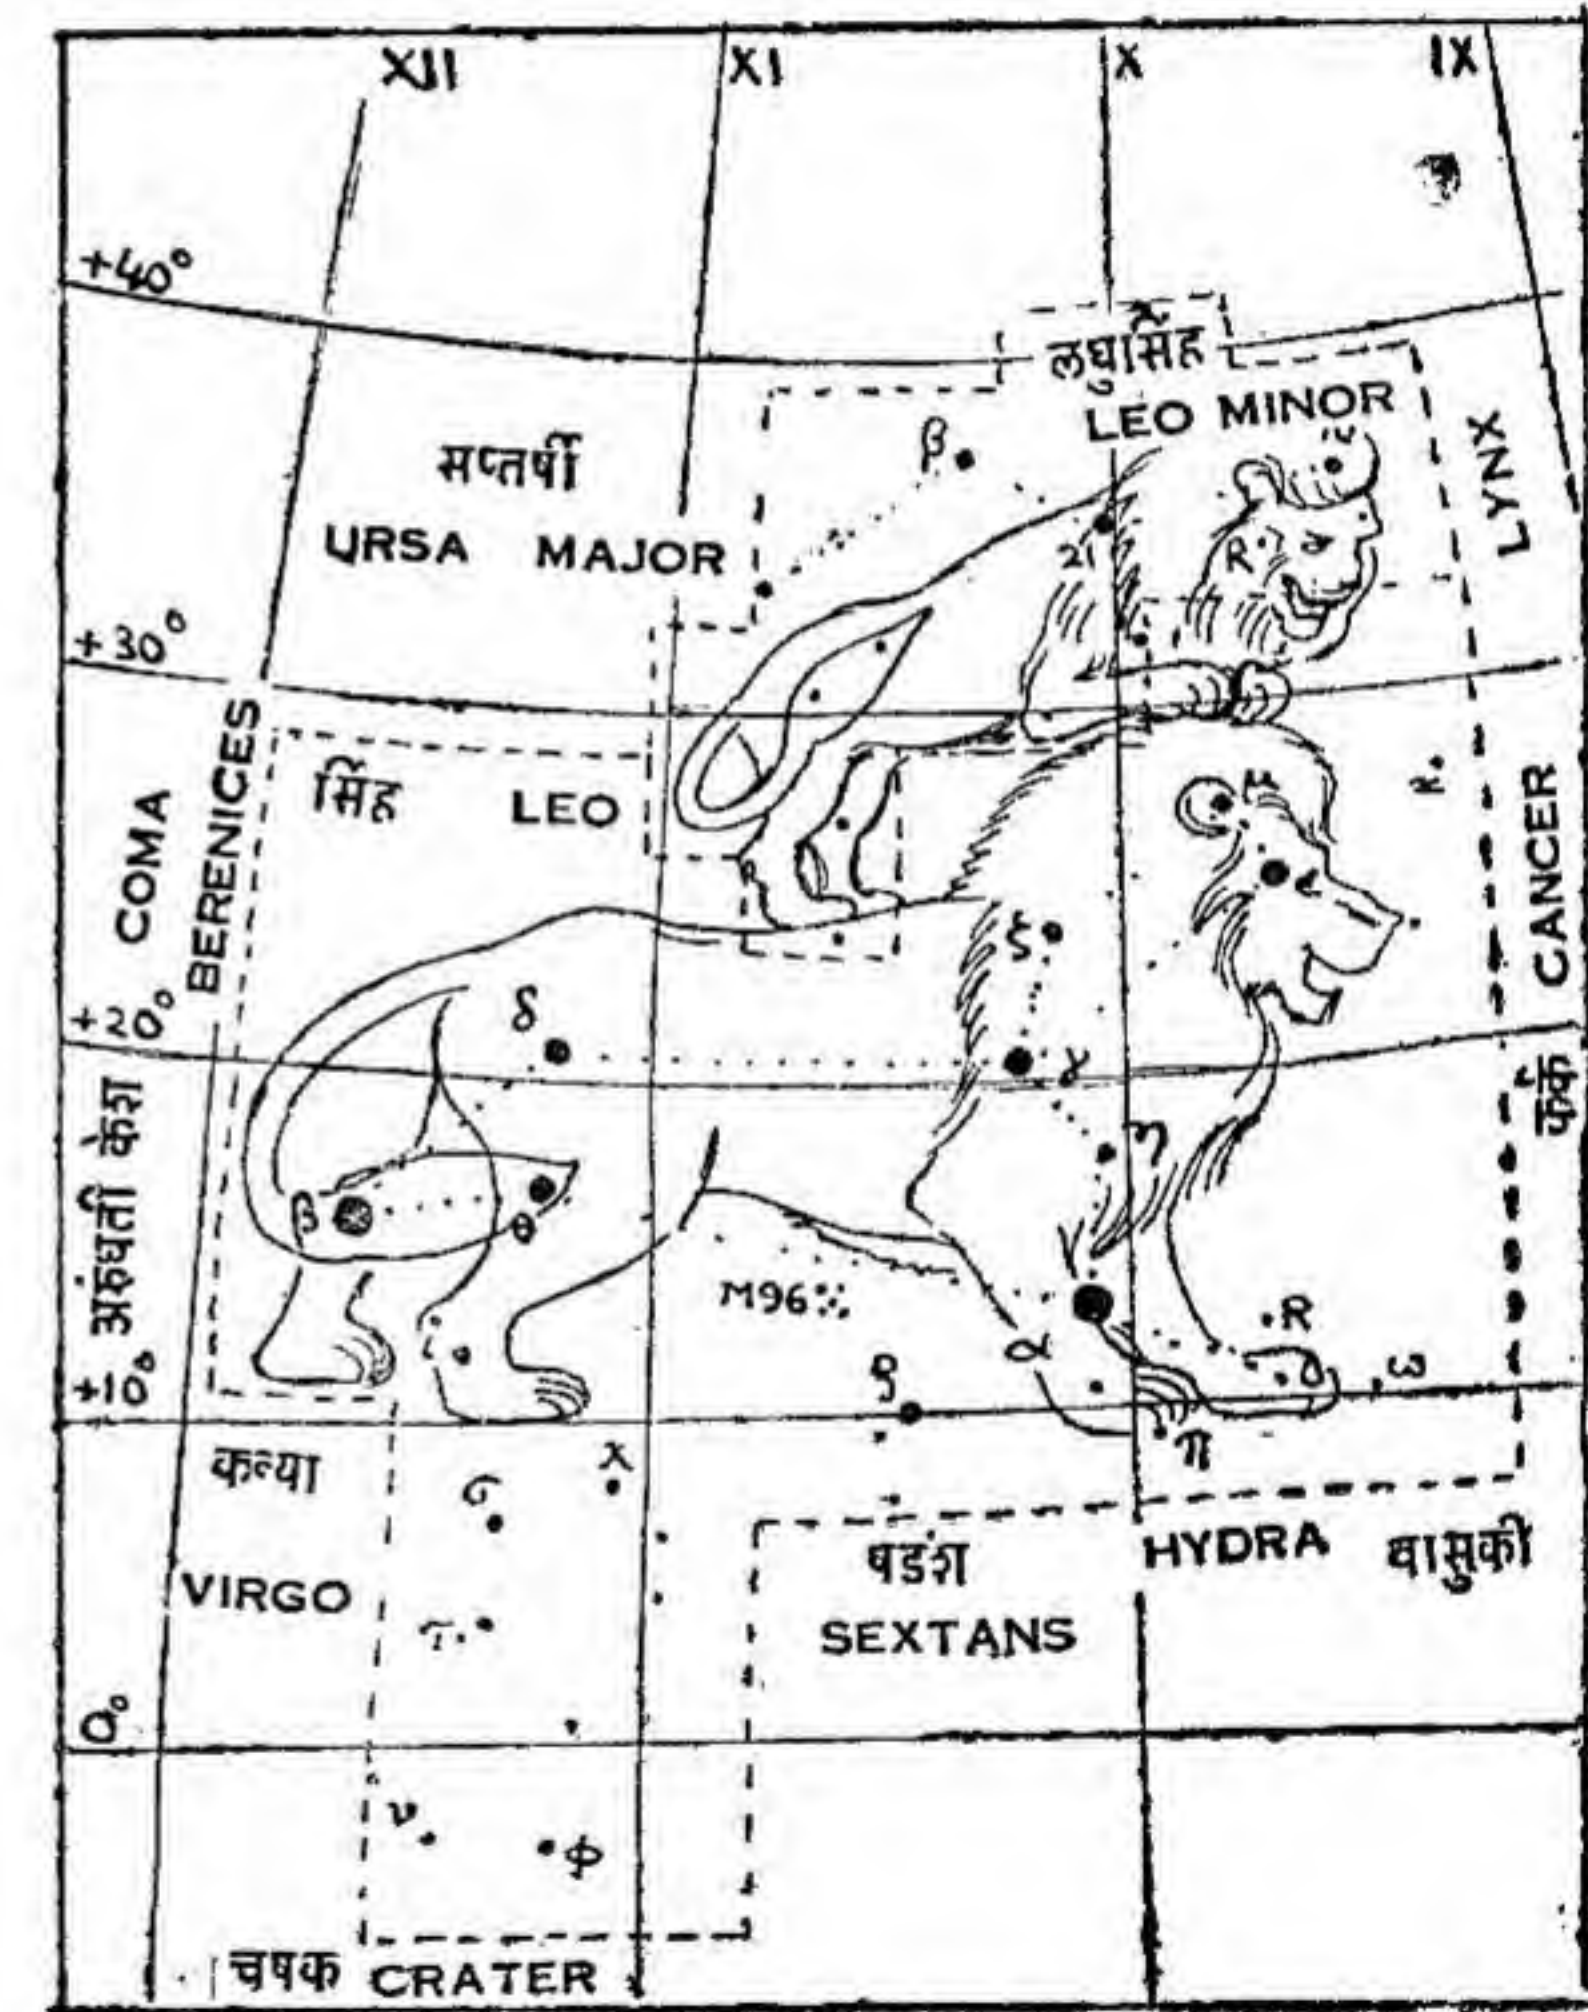 XII XI X IX
+40°
लघुसिंह
LEO MINOR
β
सप्तर्षी
URSA MAJOR
LYNX
21
R
+30°
सिंह LEO
COMA
BERENICES
μ
R
ε
CANCER
ζ
+20°
δ
γ
कर्क
η
अरुंधती केश
β
θ
M96
R
α
ο
ω
ρ
+10°
π
कन्या
σ
χ
VIRGO
षडंश
HYDRA वासुकी
SEXTANS
τ
0°
ν
φ
चषक CRATER